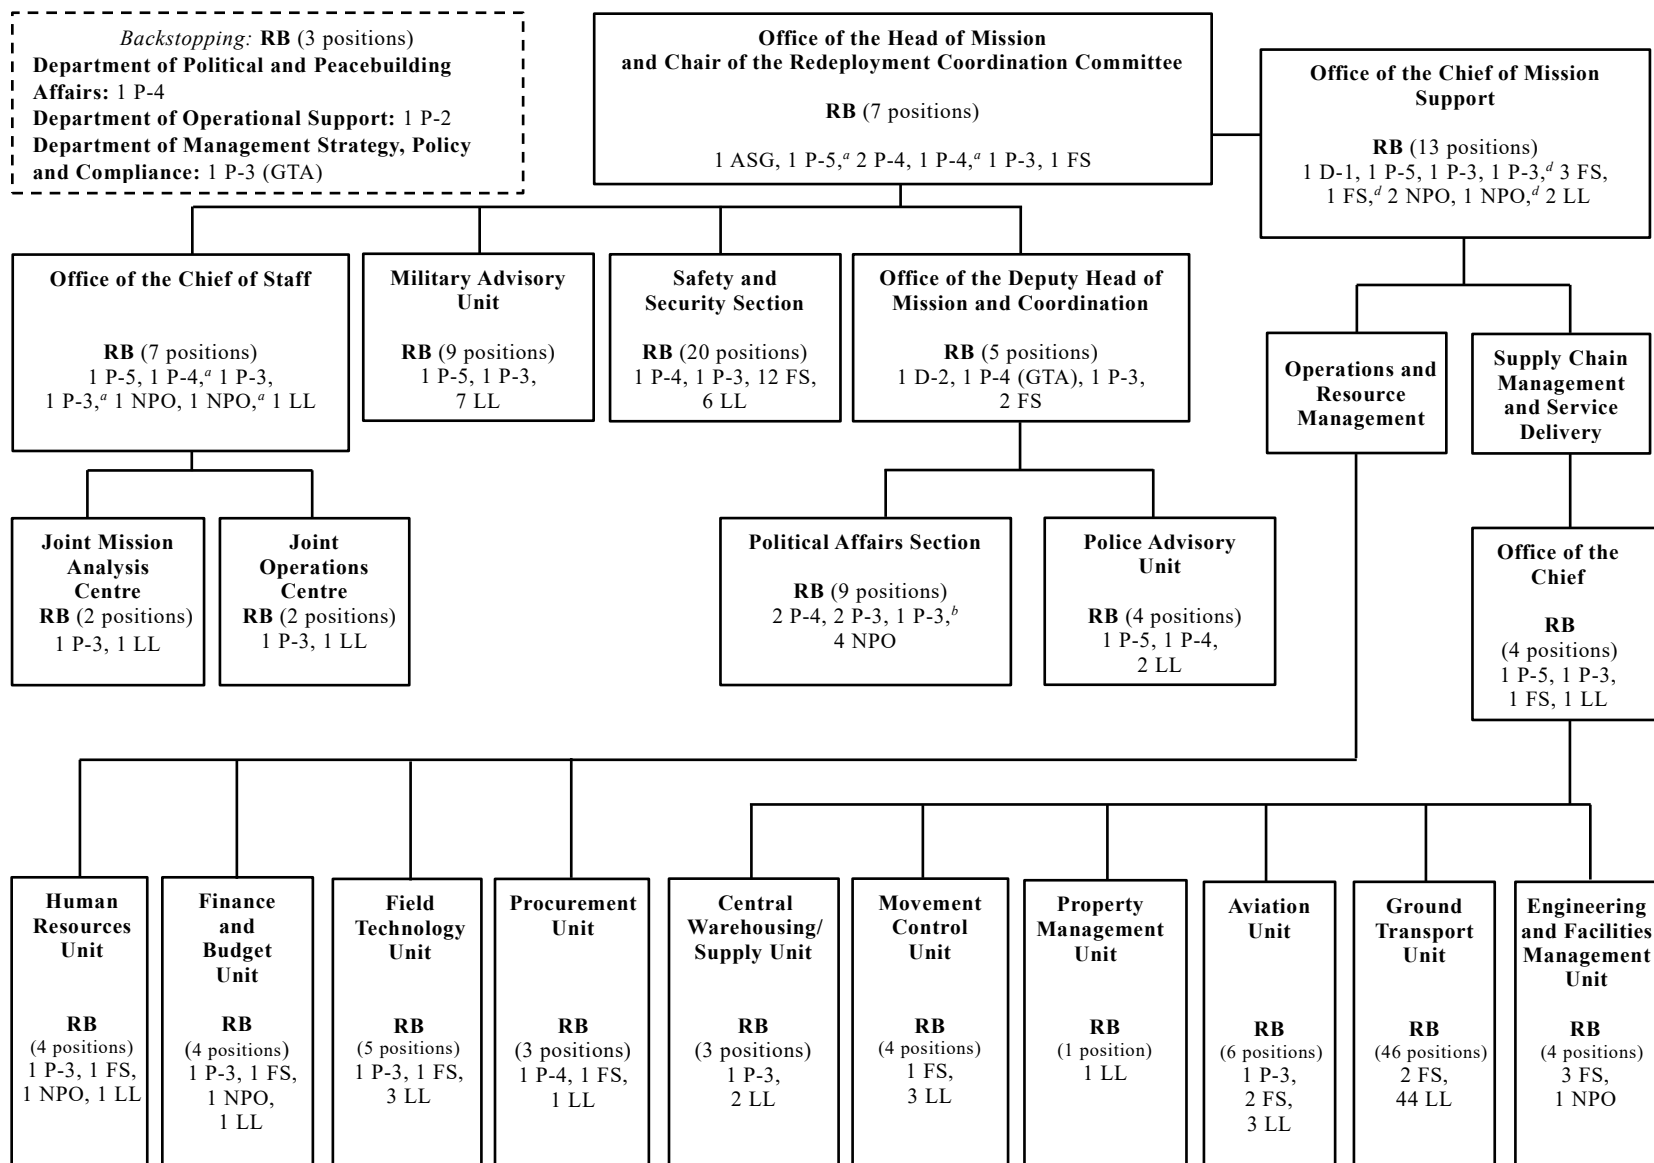 Backstopping: RB (3 positions)
Department of Political and Peacebuilding
Affairs: 1 P-4
Department of Operational Support: 1 P-2
Department of Management Strategy, Policy
and Compliance: 1 P-3 (GTA)
Office of the Head of Mission
and Chair of the Redeployment Coordination Committee
RB (7 positions)
1 ASG, 1 P-5,a 2 P-4, 1 P-4,a 1 P-3, 1 FS
Office of the Chief of Mission
Support
RB (13 positions)
1 D-1, 1 P-5, 1 P-3, 1 P-3,d 3 FS,
1 FS,d 2 NPO, 1 NPO,d 2 LL
Office of the Chief of Staff
RB (7 positions)
1 P-5, 1 P-4,a 1 P-3,
1 P-3,a 1 NPO, 1 NPO,a 1 LL
Military Advisory
Unit
RB (9 positions)
1 P-5, 1 P-3,
7 LL
Safety and
Security Section
RB (20 positions)
1 P-4, 1 P-3, 12 FS,
6 LL
Office of the Deputy Head of
Mission and Coordination
RB (5 positions)
1 D-2, 1 P-4 (GTA), 1 P-3,
2 FS
Operations and
Resource
Management
Supply Chain
Management
and Service
Delivery
Joint Mission
Analysis
Centre
RB (2 positions)
1 P-3, 1 LL
Joint
Operations
Centre
RB (2 positions)
1 P-3, 1 LL
Political Affairs Section
RB (9 positions)
2 P-4, 2 P-3, 1 P-3,b
4 NPO
Police Advisory
Unit
RB (4 positions)
1 P-5, 1 P-4,
2 LL
Office of the
Chief
RB
(4 positions)
1 P-5, 1 P-3,
1 FS, 1 LL
Human
Resources
Unit
RB
(4 positions)
1 P-3, 1 FS,
1 NPO, 1 LL
Finance
and
Budget
Unit
RB
(4 positions)
1 P-3, 1 FS,
1 NPO,
1 LL
Field
Technology
Unit
RB
(5 positions)
1 P-3, 1 FS,
3 LL
Procurement
Unit
RB
(3 positions)
1 P-4, 1 FS,
1 LL
Central
Warehousing/
Supply Unit
RB
(3 positions)
1 P-3,
2 LL
Movement
Control
Unit
RB
(4 positions)
1 FS,
3 LL
Property
Management
Unit
RB
(1 position)
1 LL
Aviation
Unit
RB
(6 positions)
1 P-3,
2 FS,
3 LL
Ground
Transport
Unit
RB
(46 positions)
2 FS,
44 LL
Engineering
and Facilities
Management
Unit
RB
(4 positions)
3 FS,
1 NPO